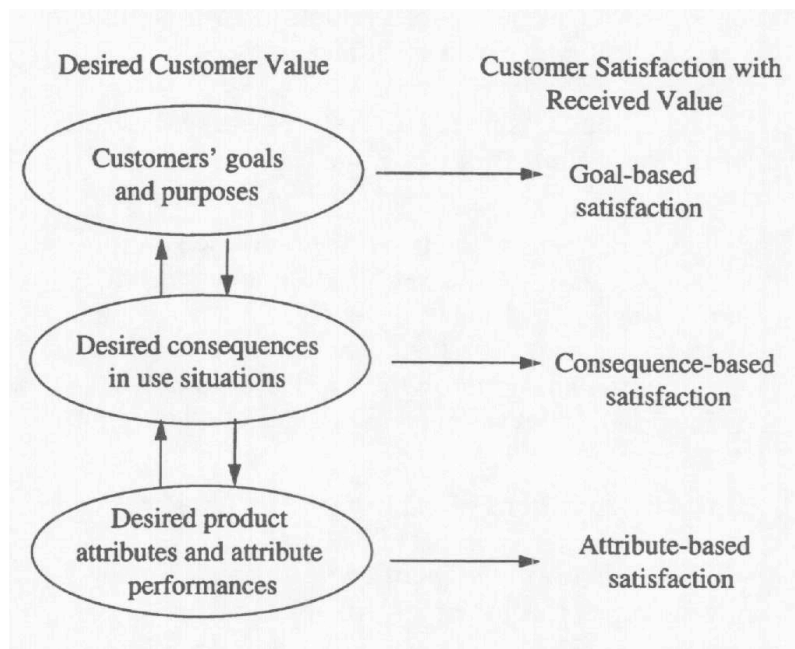 Desired Customer Value
Customer Satisfaction with
Received Value
Customers' goals
and purposes
Goal-based
satisfaction
Desired consequences
in use situations
Consequence-based
satisfaction
Desired product
attributes and attribute
performances
Attribute-based
satisfaction